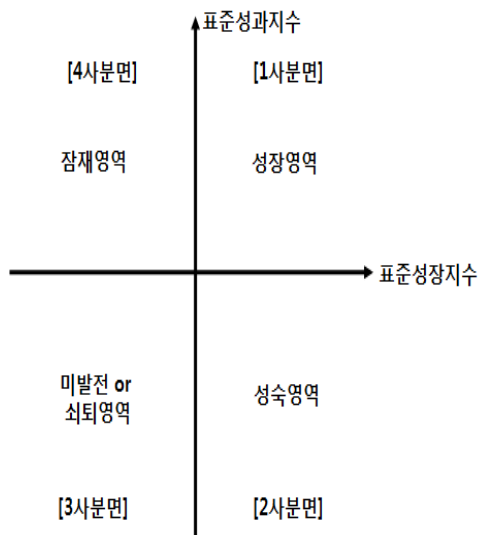 표준성과지수
[4사분면]
[1사분면]
잠재영역
성장영역
표준성장지수
미발전 or
쇠퇴영역
성숙영역
[3사분면]
[2사분면]